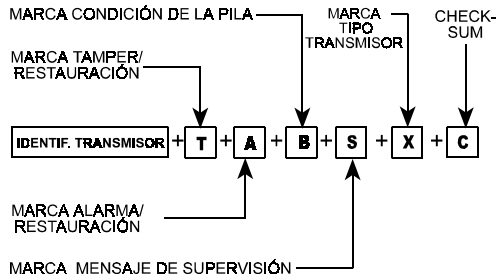 MARCA CONDICIÓN DE LA PILA
MARCA
TIPO
TRANSMISOR
CHECK-
SUM
MARCA TAMPER/
RESTAURACIÓN
IDENTIF. TRANSMISOR + T + A + B + S + X + C
MARCA ALARMA/
RESTAURACIÓN
MARCA MENSAJE DE SUPERVISIÓN